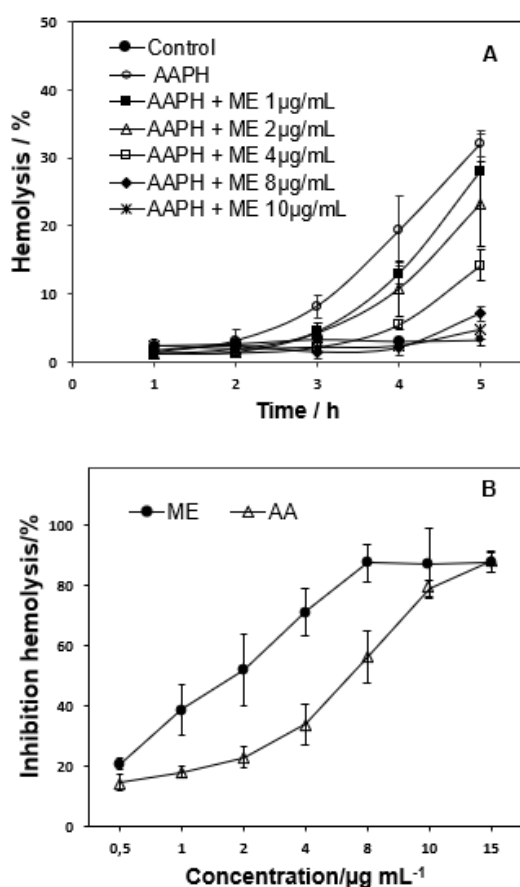 A
Control
AAPH
AAPH + ME 1µg/mL
AAPH + ME 2µg/mL
AAPH + ME 4µg/mL
AAPH + ME 8µg/mL
AAPH + ME 10µg/mL
Hemolysis / %
50
40
30
20
10
0
0 1 2 3 4 5
Time / h
B
ME AA
Inhibition hemolysis/%
100
80
60
40
20
0
0,5 1 2 4 8 10 15
Concentration/µg mL⁻¹